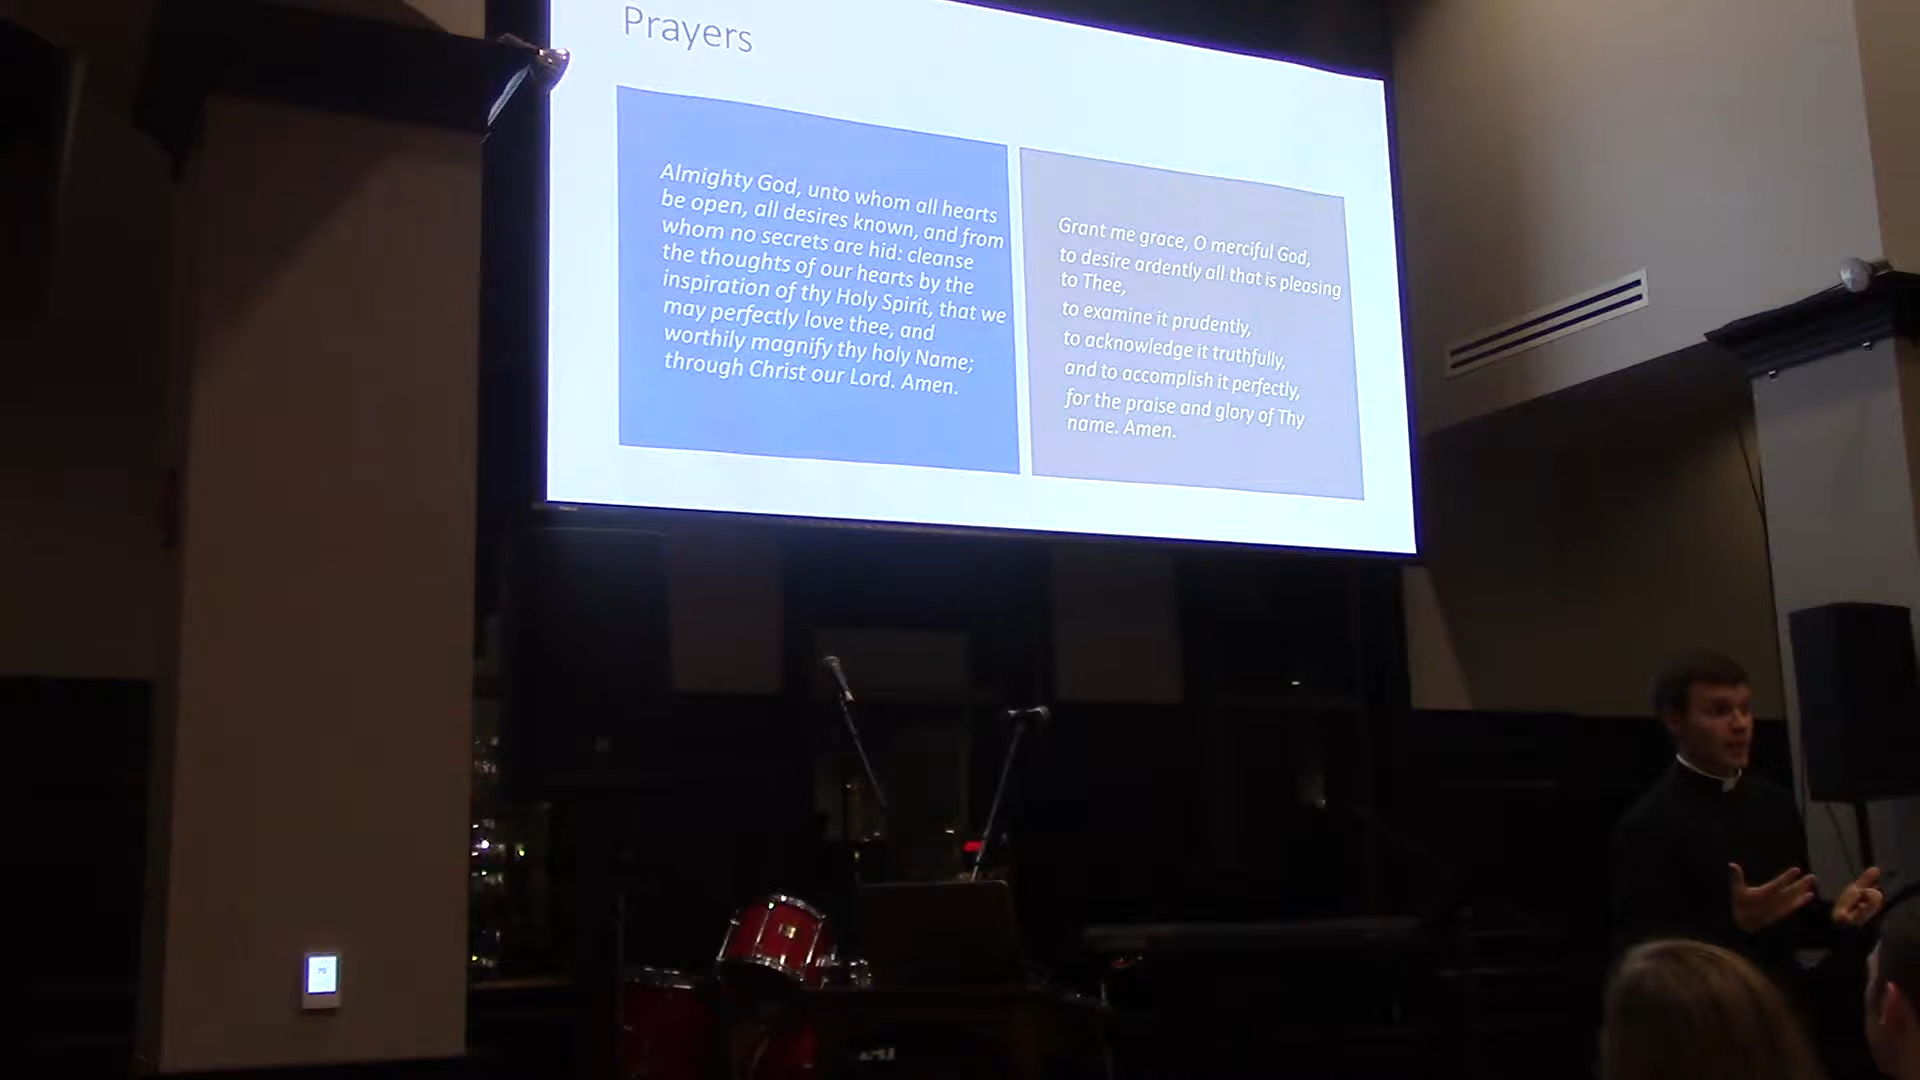 Prayers
Almighty God, unto whom all hearts
be open, all desires known, and from
whom no secrets are hid: cleanse
the thoughts of our hearts by the
inspiration of thy Holy Spirit, that we
may perfectly love thee, and
worthily magnify thy holy Name;
through Christ our Lord. Amen.
Grant me grace, O merciful God,
to desire ardently all that is pleasing
to Thee,
to examine it prudently,
to acknowledge it truthfully,
and to accomplish it perfectly,
for the praise and glory of Thy
name. Amen.